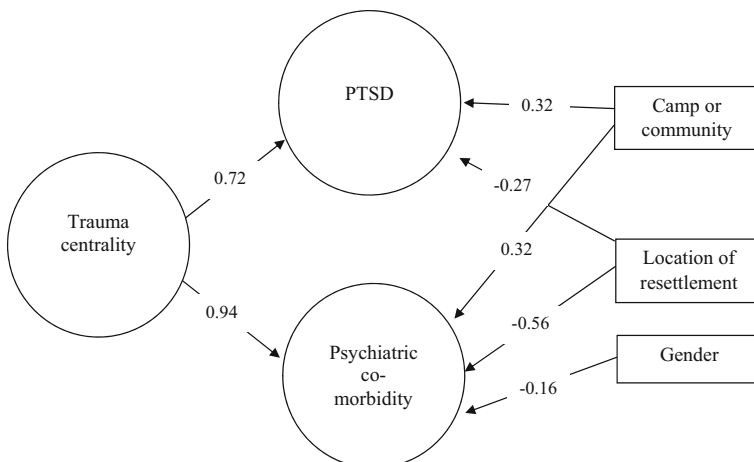 PTSD
0.32
Camp or
community
0.72
-0.27
Trauma
centrality
0.32
Location of
resettlement
0.94
-0.56
Psychiatric
co-
morbidity
Gender
-0.16